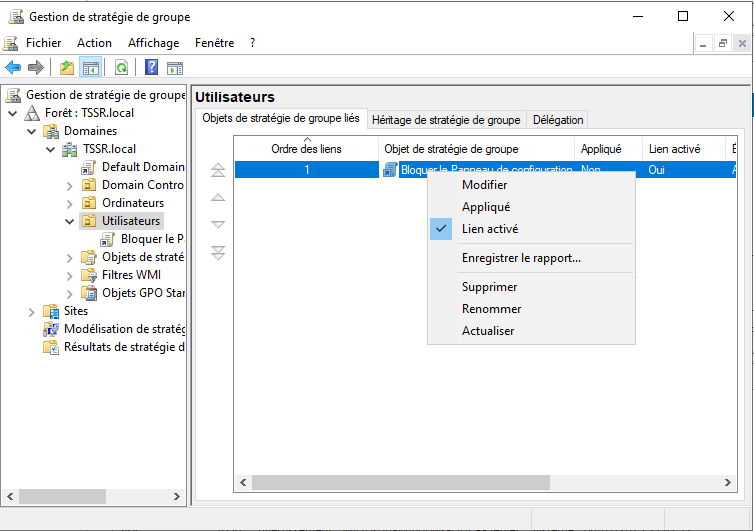 Gestion de stratégie de groupe
Fichier Action Affichage Fenêtre ?
Gestion de stratégie de groupe
Forêt : TSSR.local
Domaines
TSSR.local
Default Domain
Domain Contro
Ordinateurs
Utilisateurs
Bloquer le Pa
Objets de straté
Filtres WMI
Objets GPO Star
Sites
Modélisation de stratég
Résultats de stratégie d
Utilisateurs
Objets de stratégie de groupe liés Héritage de stratégie de groupe Délégation
Ordre des liens Objet de stratégie de groupe Appliqué Lien activé É
1 Bloquer le Panneau de configuration Non Oui A
Modifier
Appliqué
Lien activé
Enregistrer le rapport...
Supprimer
Renommer
Actualiser